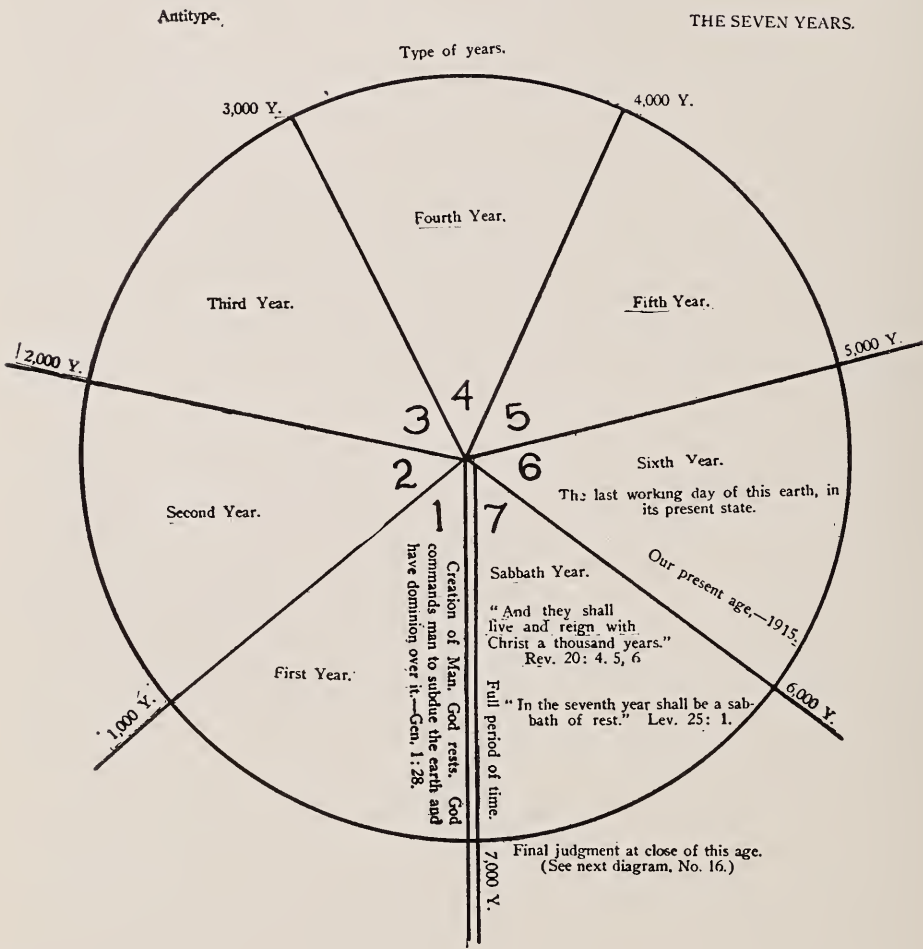 Antitype.
THE SEVEN YEARS.
Type of years.
3,000 Y.
4,000 Y.
Fourth Year.
Third Year.
Fifth Year.
2,000 Y.
5,000 Y.
4
3
5
2
6
1
7
Sixth Year.
The last working day of this earth, in
its present state.
Second Year.
Our present age,—1915.
Creation of Man. God rests. God
commands man to subdue the earth and
have dominion over it.—Gen. 1:28.
Sabbath Year.
"And they shall
live and reign with
Christ a thousand years."
Rev. 20: 4. 5, 6
First Year.
Full period of time.
"In the seventh year shall be a sab-
bath of rest." Lev. 25: 1.
1,000 Y.
6,000 Y.
7,000 Y.
Final judgment at close of this age.
(See next diagram, No. 16.)